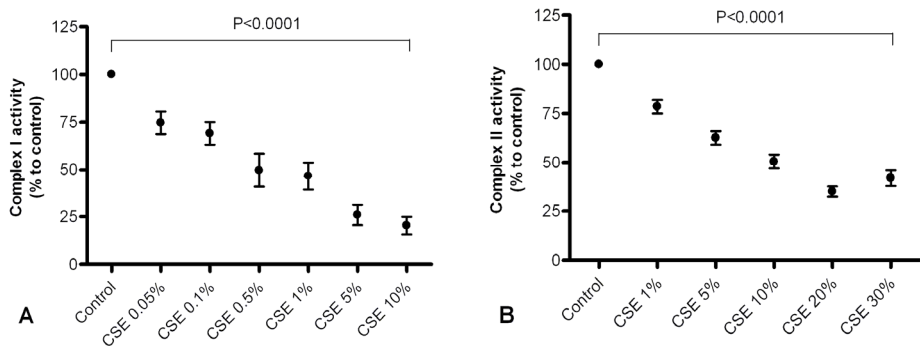 P<0.0001
Complex I activity
(% to control)
125
100
75
50
25
0
Control
CSE 0.05%
CSE 0.1%
CSE 0.5%
CSE 1%
CSE 5%
CSE 10%
A
P<0.0001
Complex II activity
(% to control)
125
100
75
50
25
0
Control
CSE 1%
CSE 5%
CSE 10%
CSE 20%
CSE 30%
B